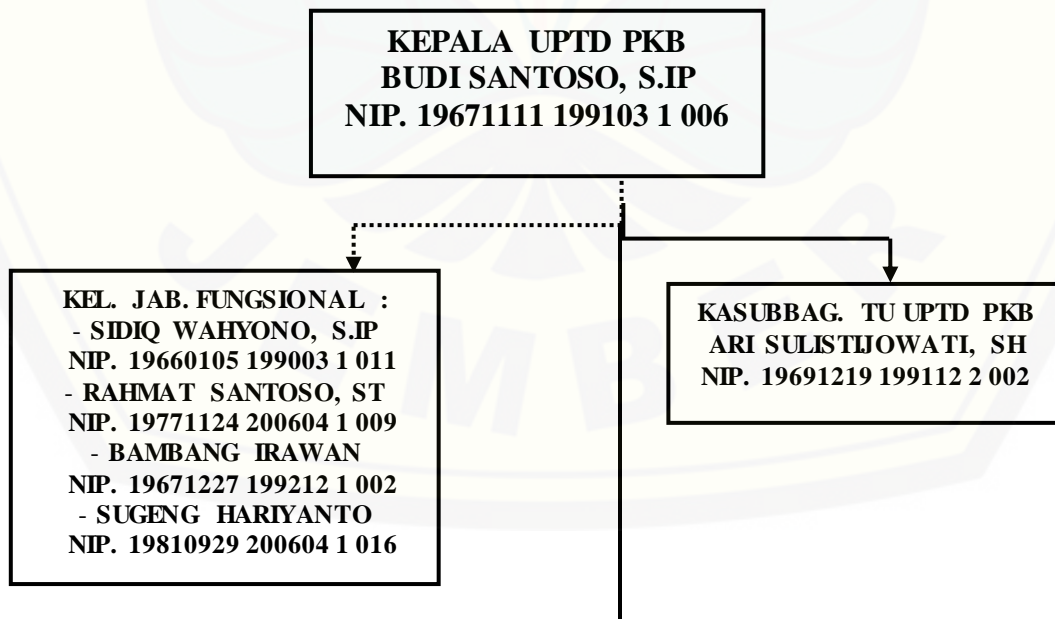 KEPALA UPTD PKB
BUDI SANTOSO, S.IP
NIP. 19671111 199103 1 006
KEL. JAB. FUNGSIONAL :
- SIDIQ WAHYONO, S.IP
NIP. 19660105 199003 1 011
- RAHMAT SANTOSO, ST
NIP. 19771124 200604 1 009
- BAMBANG IRAWAN
NIP. 19671227 199212 1 002
- SUGENG HARIYANTO
NIP. 19810929 200604 1 016
KASUBBAG. TU UPTD PKB
ARI SULISTIJOWATI, SH
NIP. 19691219 199112 2 002
JEMBER